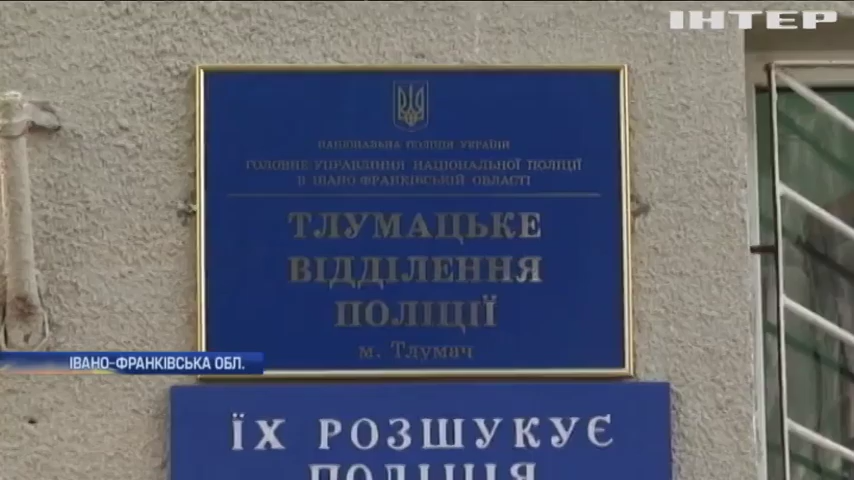 ІНТЕР
НАЦІОНАЛЬНА ПОЛІЦІЯ УКРАЇНИ
ГОЛОВНЕ УПРАВЛІННЯ НАЦІОНАЛЬНОЇ ПОЛІЦІЇ
В ІВАНО-ФРАНКІВСЬКІЙ ОБЛАСТІ
ТЛУМАЦЬКЕ
ВІДДІЛЕННЯ
ПОЛІЦІЇ
м. Тлумач
ІВАНО-ФРАНКІВСЬКА ОБЛ.
ЇХ РОЗШУКУЄ
ПОЛІЦІЯ